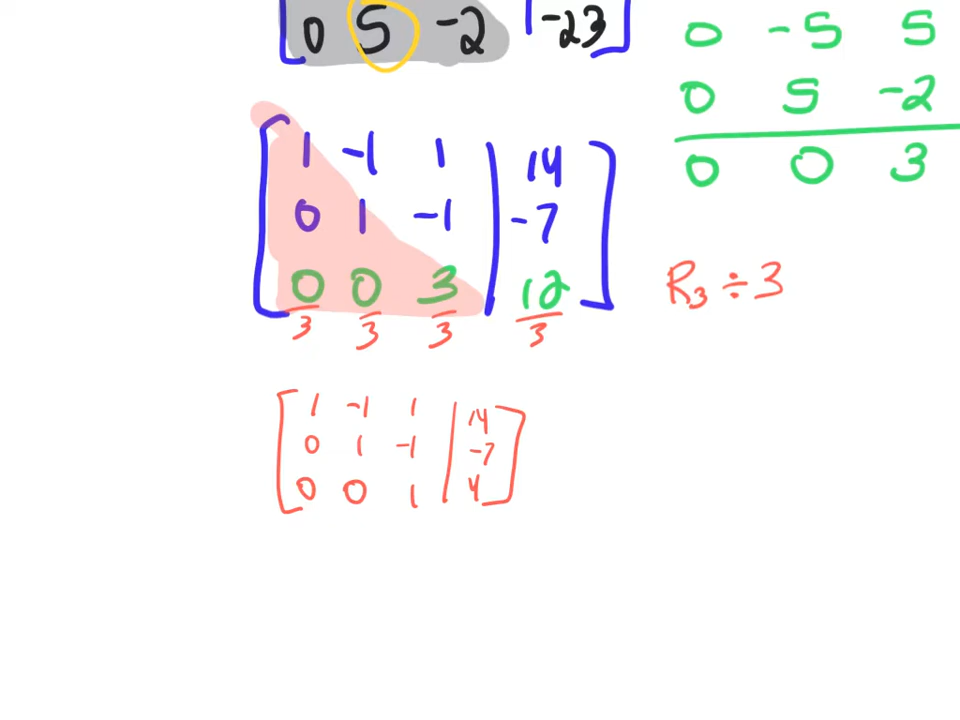 0 5 -2 | -23
0 -5 5
0 5 -2
0 0 3
1 -1 1 | 14
0 1 -1 | -7
0 0 3 | 12
3 3 3 3
R3 ÷ 3
1 -1 1 | 14
0 1 -1 | -7
0 0 1 | 4